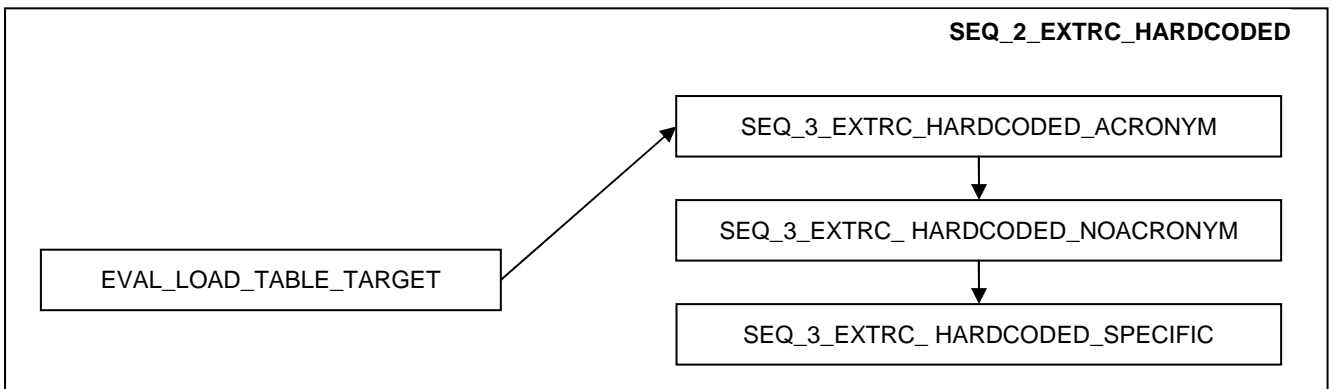 SEQ_2_EXTRC_HARDCODED
SEQ_3_EXTRC_HARDCODED_ACRONYM
SEQ_3_EXTRC_ HARDCODED_NOACRONYM
EVAL_LOAD_TABLE_TARGET
SEQ_3_EXTRC_ HARDCODED_SPECIFIC